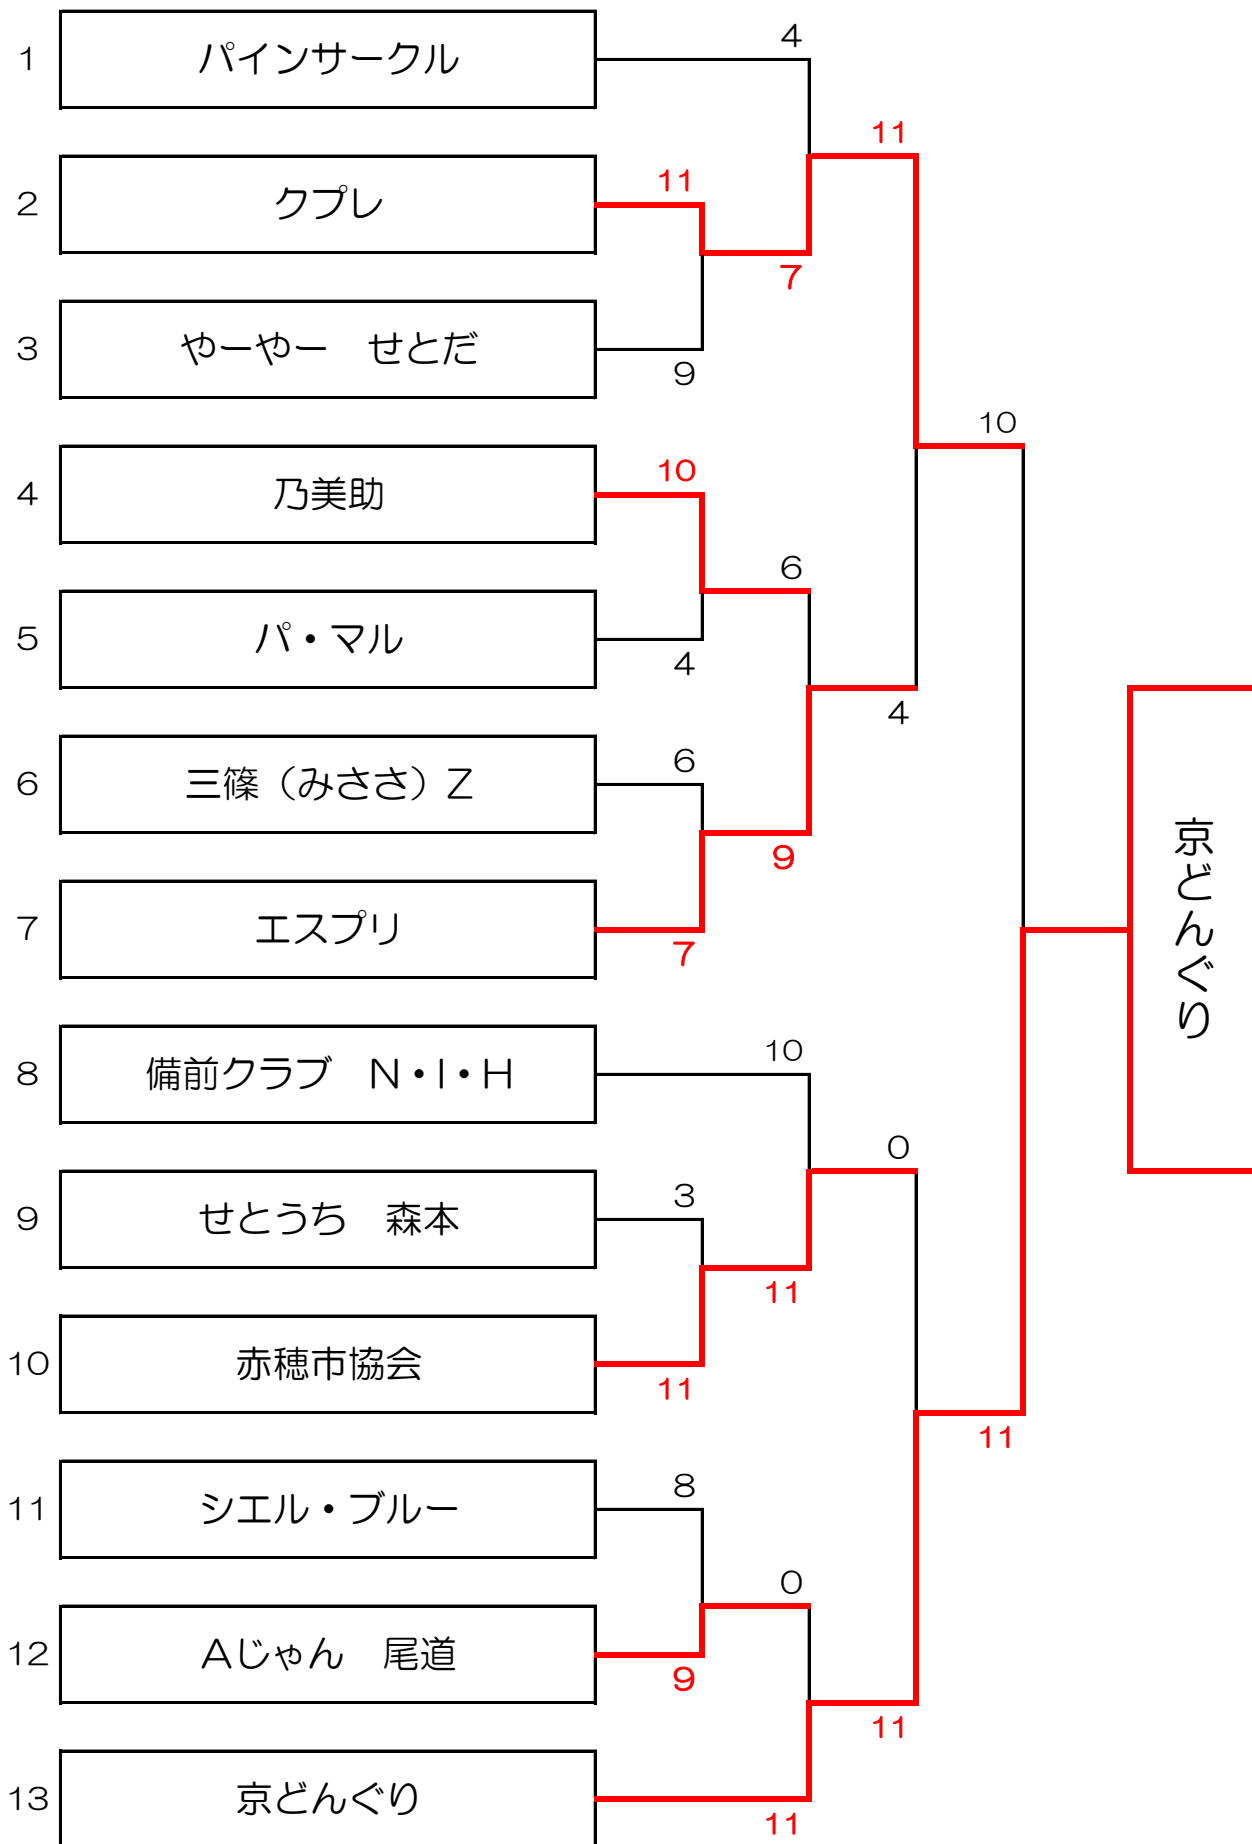 4
1 パインサークル
11
2 クプレ 11
7
3 やーやー　せとだ
9
10
4 乃美助 10
6
5 パ・マル
4
4
6 三篠（みささ）Z 6
京どんぐり
9
7 エスプリ
7
8 備前クラブ　N・I・H 10
0
9 せとうち　森本 3
11
10 赤穂市協会
11
11
11 シエル・ブルー 8
0
12 Aじゃん　尾道
9
11
13 京どんぐり
11